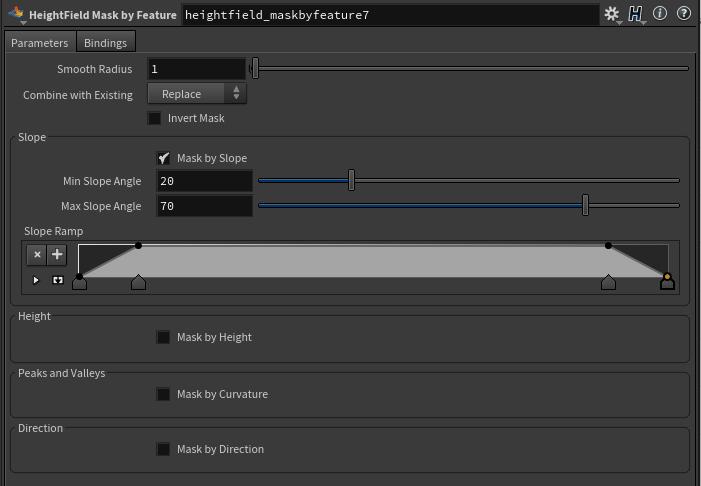 HeightField Mask by Feature heightfield_maskbyfeature7
Parameters Bindings
Smooth Radius 1
Combine with Existing Replace
Invert Mask
Slope
Mask by Slope
Min Slope Angle 20
Max Slope Angle 70
Slope Ramp
Height
Mask by Height
Peaks and Valleys
Mask by Curvature
Direction
Mask by Direction